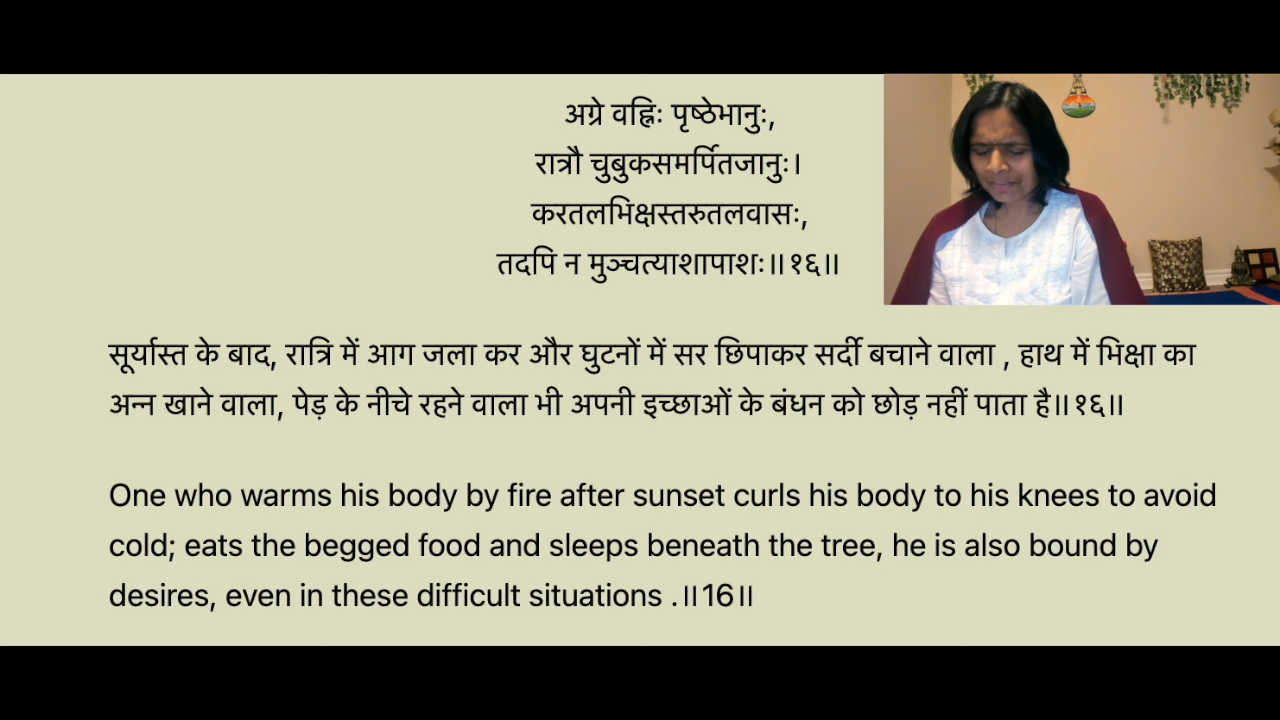 अग्रे वह्निः पृष्ठेभानुः,
रात्रौ चुबुकसमर्पितजानुः।
करतलभिक्षस्तरुतलवासः,
तदपि न मुञ्चत्याशापाशः॥१६॥
सूर्यास्त के बाद, रात्रि में आग जला कर और घुटनों में सर छिपाकर सर्दी बचाने वाला , हाथ में भिक्षा का
अन्न खाने वाला, पेड़ के नीचे रहने वाला भी अपनी इच्छाओं के बंधन को छोड़ नहीं पाता है॥१६॥
One who warms his body by fire after sunset curls his body to his knees to avoid
cold; eats the begged food and sleeps beneath the tree, he is also bound by
desires, even in these difficult situations .॥16॥